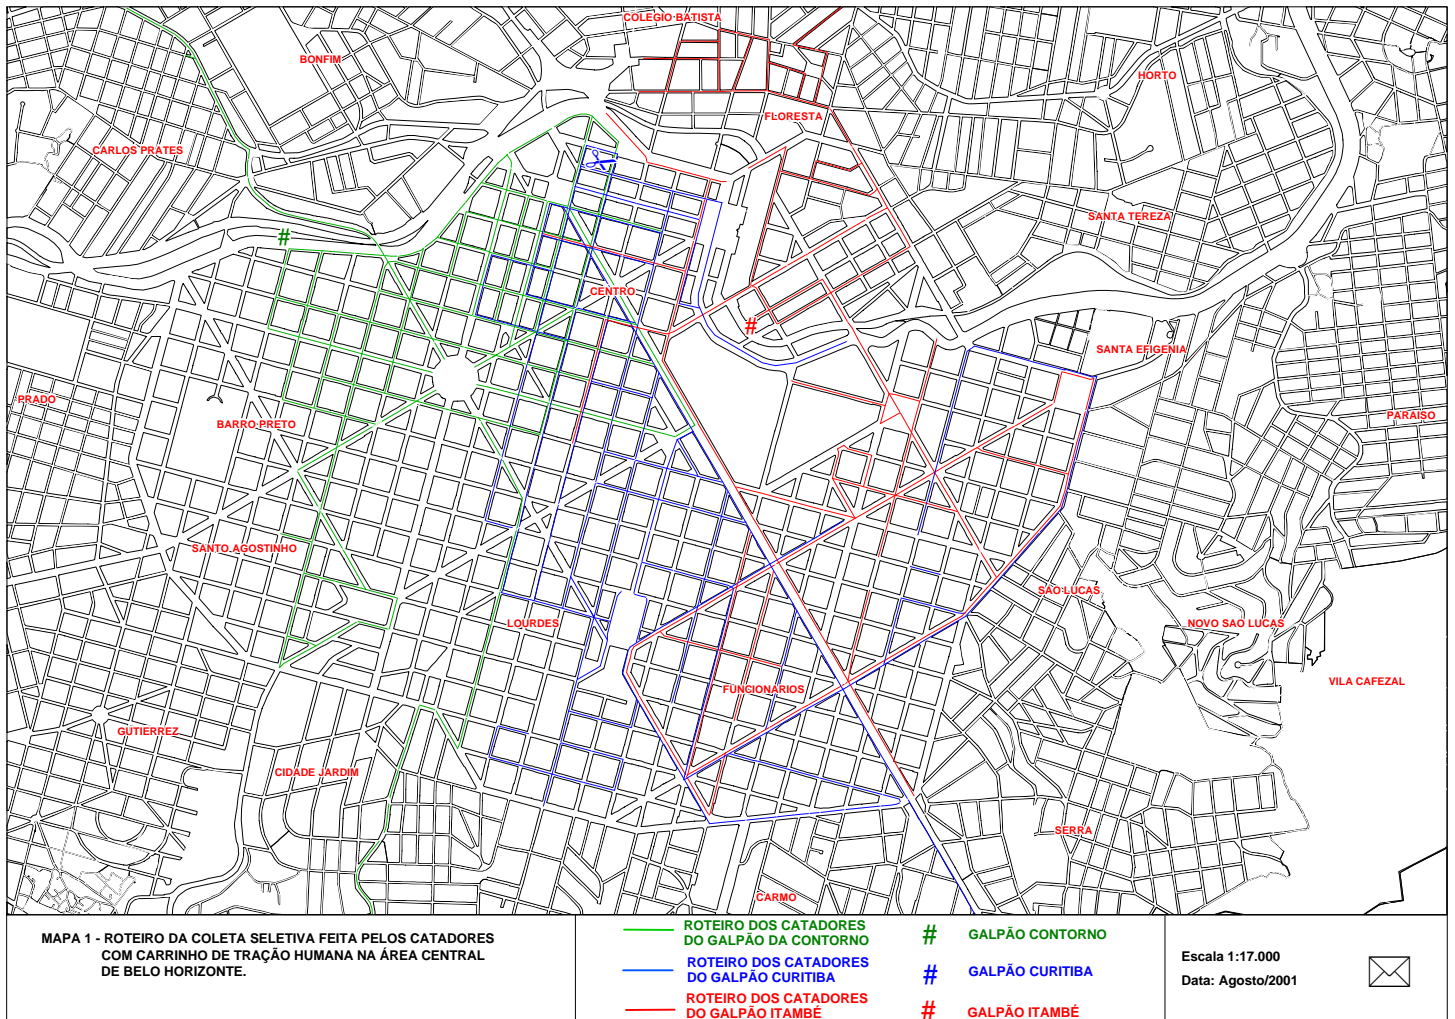 COLEGIO BATISTA
BONFIM
HORTO
FLORESTA
CARLOS PRATES
SANTA TEREZA
#
CENTRO
#
SANTA EFIGENIA
PRADO
BARRO PRETO
PARAISO
SANTO AGOSTINHO
SAO LUCAS
LOURDES
NOVO SAO LUCAS
VILA CAFEZAL
FUNCIONARIOS
GUTIERREZ
CIDADE JARDIM
SERRA
CARMO
MAPA 1 - ROTEIRO DA COLETA SELETIVA FEITA PELOS CATADORES
COM CARRINHO DE TRAÇÃO HUMANA NA ÁREA CENTRAL
DE BELO HORIZONTE.
ROTEIRO DOS CATADORES
DO GALPÃO DA CONTORNO
ROTEIRO DOS CATADORES
DO GALPÃO CURITIBA
ROTEIRO DOS CATADORES
DO GALPÃO ITAMBÉ
# GALPÃO CONTORNO
# GALPÃO CURITIBA
# GALPÃO ITAMBÉ
Escala 1:17.000
Data: Agosto/2001